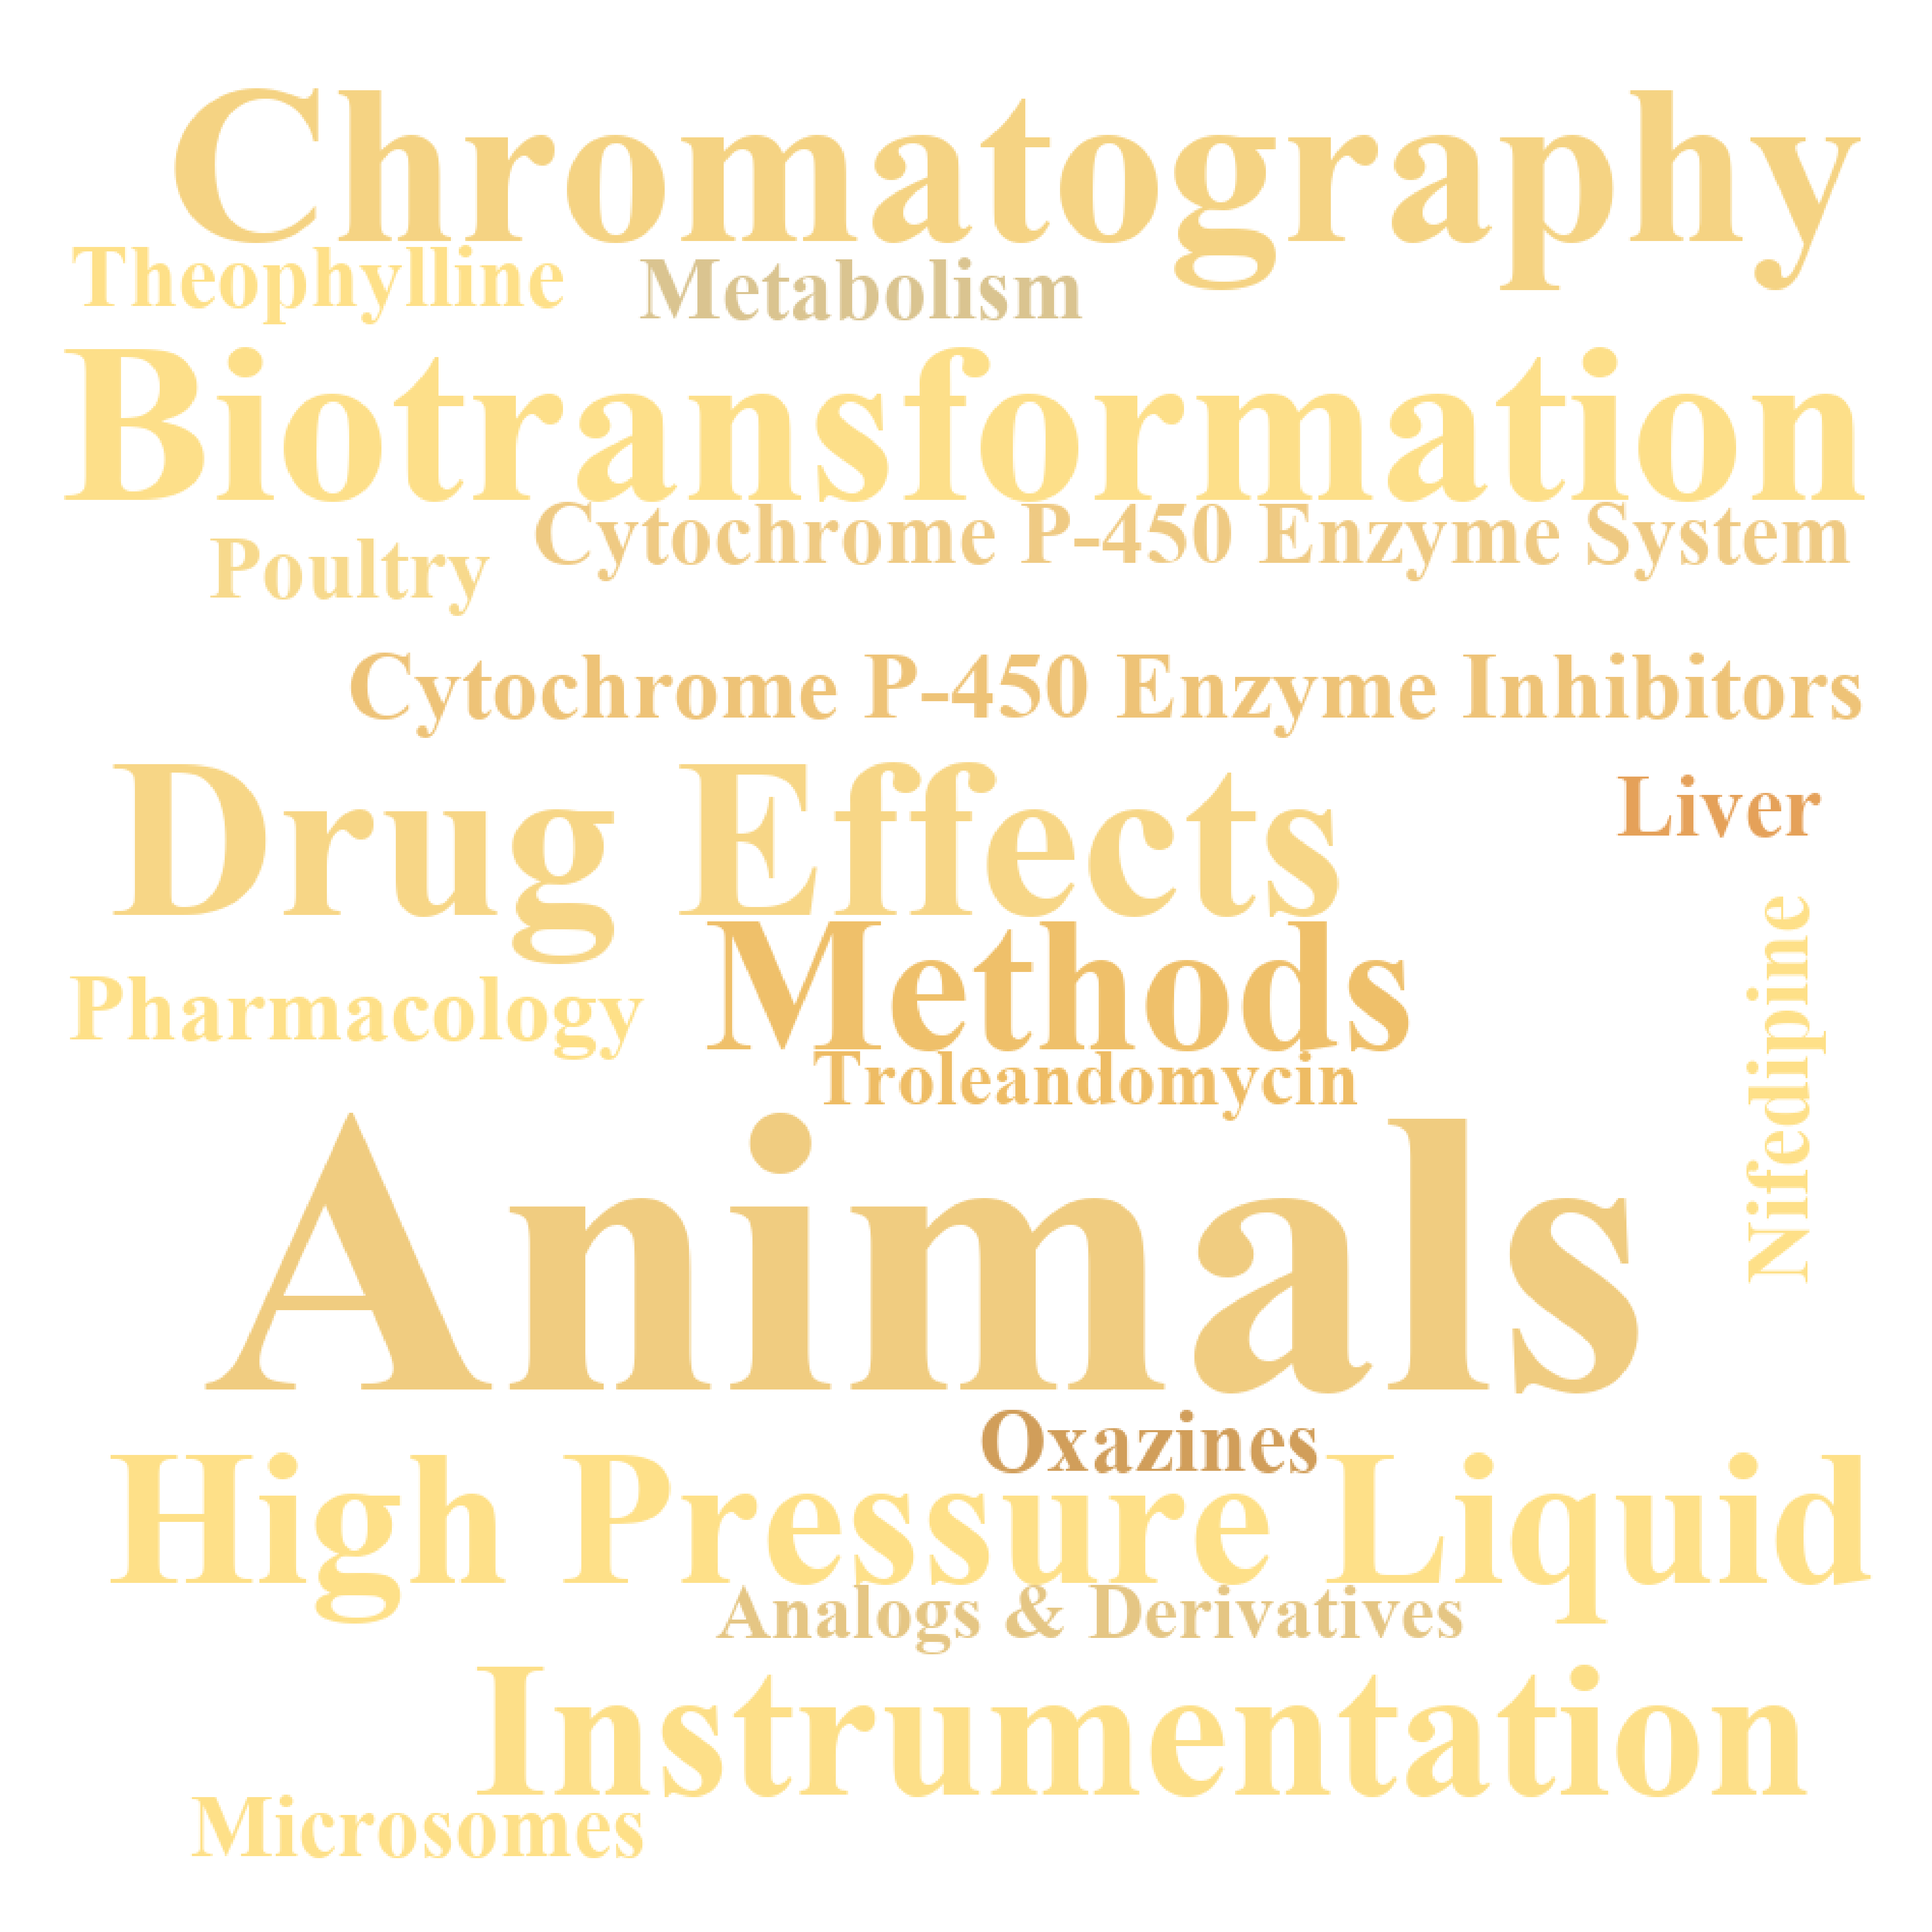 Chromatography
Theophylline
Metabolism
Biotransformation
Cytochrome P-450 Enzyme System
Poultry
Cytochrome P-450 Enzyme Inhibitors
Drug Effects
Liver
Methods
Nifedipine
Pharmacology
Troleandomycin
Animals
Oxazines
High Pressure Liquid
Analogs & Derivatives
Instrumentation
Microsomes